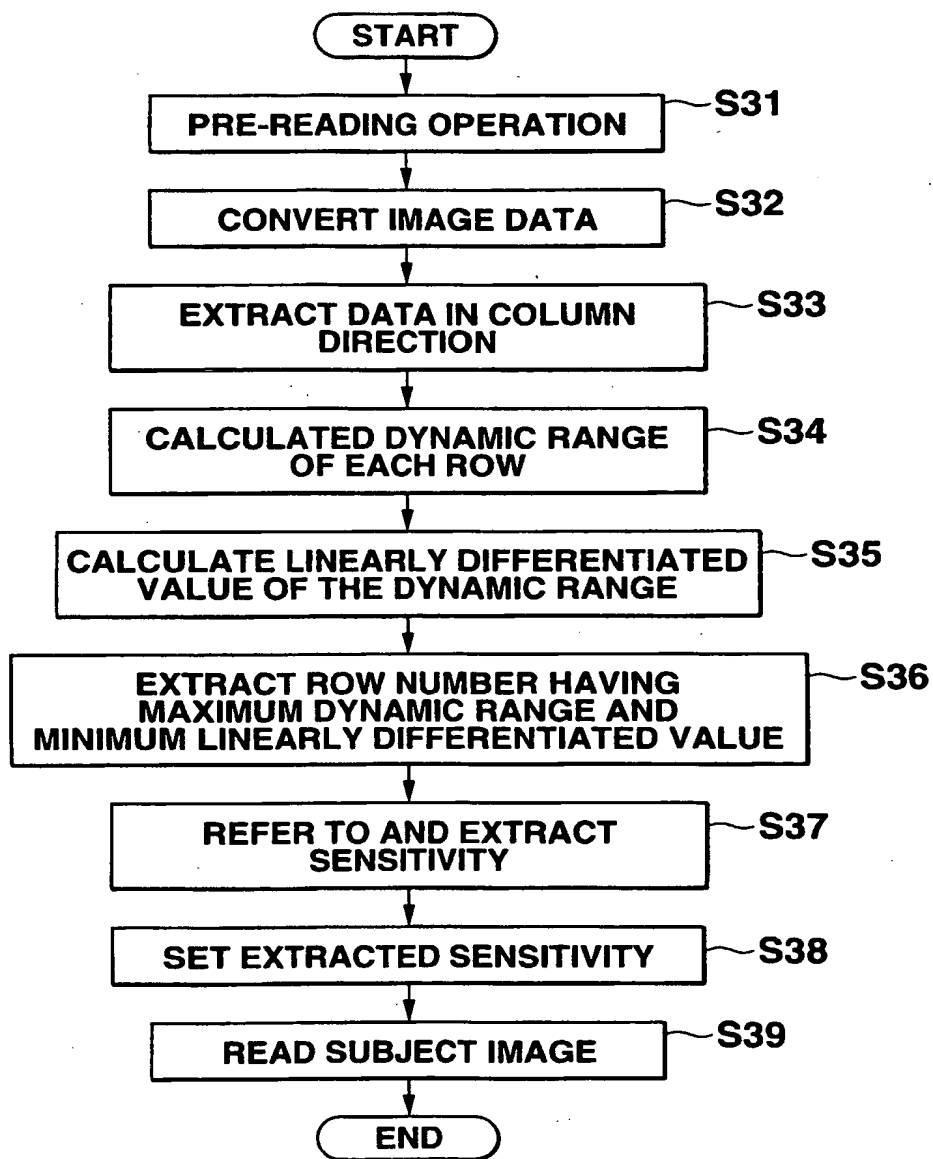 START
PRE-READING OPERATION
S31
CONVERT IMAGE DATA
S32
EXTRACT DATA IN COLUMN
DIRECTION
S33
CALCULATED DYNAMIC RANGE
OF EACH ROW
S34
CALCULATE LINEARLY DIFFERENTIATED
VALUE OF THE DYNAMIC RANGE
S35
EXTRACT ROW NUMBER HAVING
MAXIMUM DYNAMIC RANGE AND
MINIMUM LINEARLY DIFFERENTIATED VALUE
S36
REFER TO AND EXTRACT
SENSITIVITY
S37
SET EXTRACTED SENSITIVITY
S38
READ SUBJECT IMAGE
S39
END